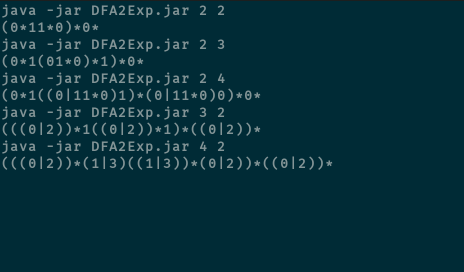 java -jar DFA2Exp.jar 2 2
(0*11*0)*0*
java -jar DFA2Exp.jar 2 3
(0*1(01*0)*1)*0*
java -jar DFA2Exp.jar 2 4
(0*1((0|11*0)1)*(0|11*0)0)*0*
java -jar DFA2Exp.jar 3 2
(((0|2))*1((0|2))*1)*((0|2))*
java -jar DFA2Exp.jar 4 2
(((0|2))*(1|3)((1|3))*(0|2))*((0|2))*